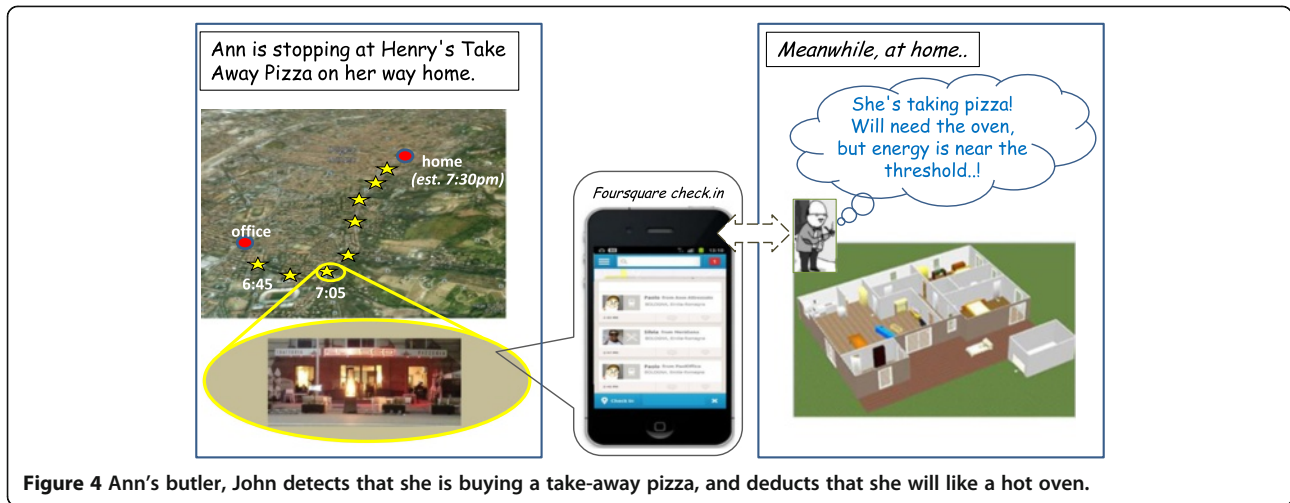 Ann is stopping at Henry's Take
Away Pizza on her way home.
home
(est. 7:30pm)
office
6:45
7:05
Foursquare check.in
Check in
Meanwhile, at home..
She's taking pizza!
Will need the oven,
but energy is near the
threshold..!
Figure 4 Ann's butler, John detects that she is buying a take-away pizza, and deducts that she will like a hot oven.